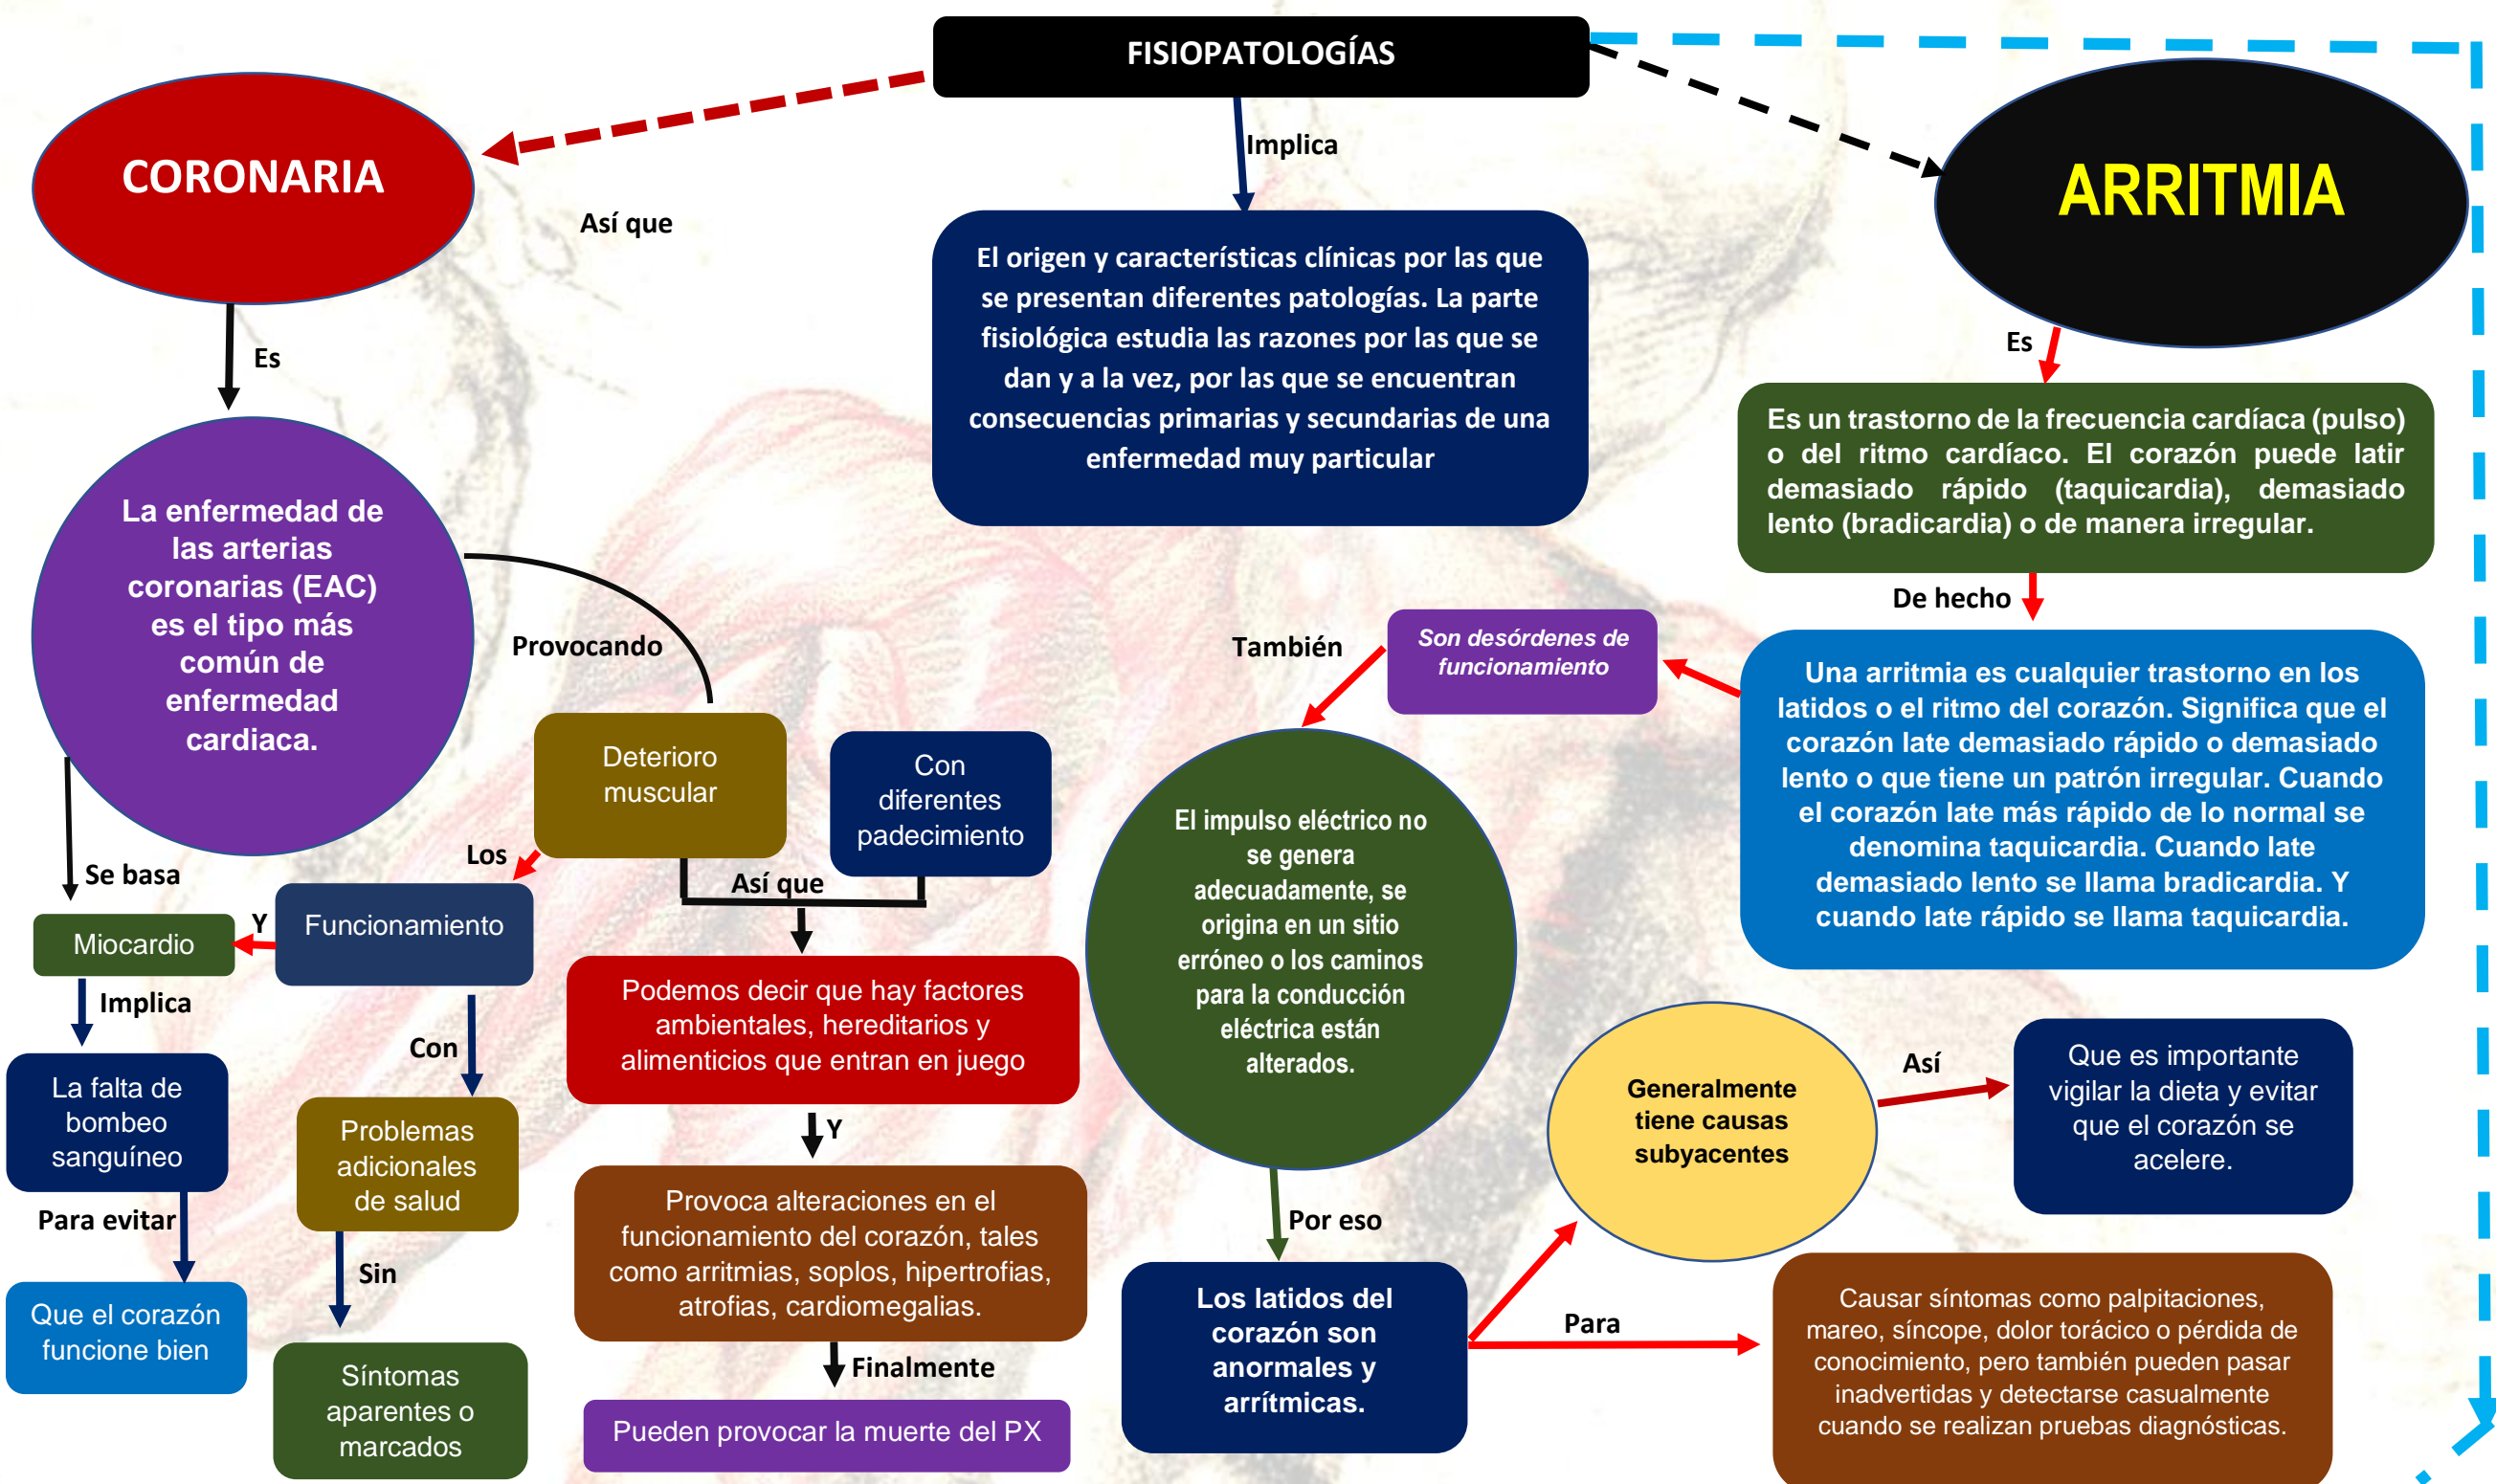 FISIOPATOLOGÍAS
CORONARIA
Así que
Implica
ARRITMIA
El origen y características clínicas por las que
se presentan diferentes patologías. La parte
fisiológica estudia las razones por las que se
dan y a la vez, por las que se encuentran
consecuencias primarias y secundarias de una
enfermedad muy particular
Es
La enfermedad de
las arterias
coronarias (EAC)
es el tipo más
común de
enfermedad
cardiaca.
Provocando
Deterioro
muscular
Con
diferentes
padecimiento
Los
Así que
Se basa
Miocardio
Y
Funcionamiento
Implica
La falta de
bombeo
sanguíneo
Para evitar
Que el corazón
funcione bien
Con
Problemas
adicionales
de salud
Sin
Síntomas
aparentes o
marcados
Podemos decir que hay factores
ambientales, hereditarios y
alimenticios que entran en juego
Y
Provoca alteraciones en el
funcionamiento del corazón, tales
como arritmias, soplos, hipertrofias,
atrofias, cardiomegalias.
Finalmente
Pueden provocar la muerte del PX
Es
Es un trastorno de la frecuencia cardíaca (pulso)
o del ritmo cardíaco. El corazón puede latir
demasiado rápido (taquicardia), demasiado
lento (bradicardia) o de manera irregular.
De hecho
Una arritmia es cualquier trastorno en los
latidos o el ritmo del corazón. Significa que el
corazón late demasiado rápido o demasiado
lento o que tiene un patrón irregular. Cuando
el corazón late más rápido de lo normal se
denomina taquicardia. Cuando late
demasiado lento se llama bradicardia. Y
cuando late rápido se llama taquicardia.
Son desórdenes de
funcionamiento
También
El impulso eléctrico no
se genera
adecuadamente, se
origina en un sitio
erróneo o los caminos
para la conducción
eléctrica están
alterados.
Por eso
Los latidos del
corazón son
anormales y
arrítmicas.
Generalmente
tiene causas
subyacentes
Así
Que es importante
vigilar la dieta y evitar
que el corazón se
acelere.
Para
Causar síntomas como palpitaciones,
mareo, síncope, dolor torácico o pérdida de
conocimiento, pero también pueden pasar
inadvertidas y detectarse casualmente
cuando se realizan pruebas diagnósticas.